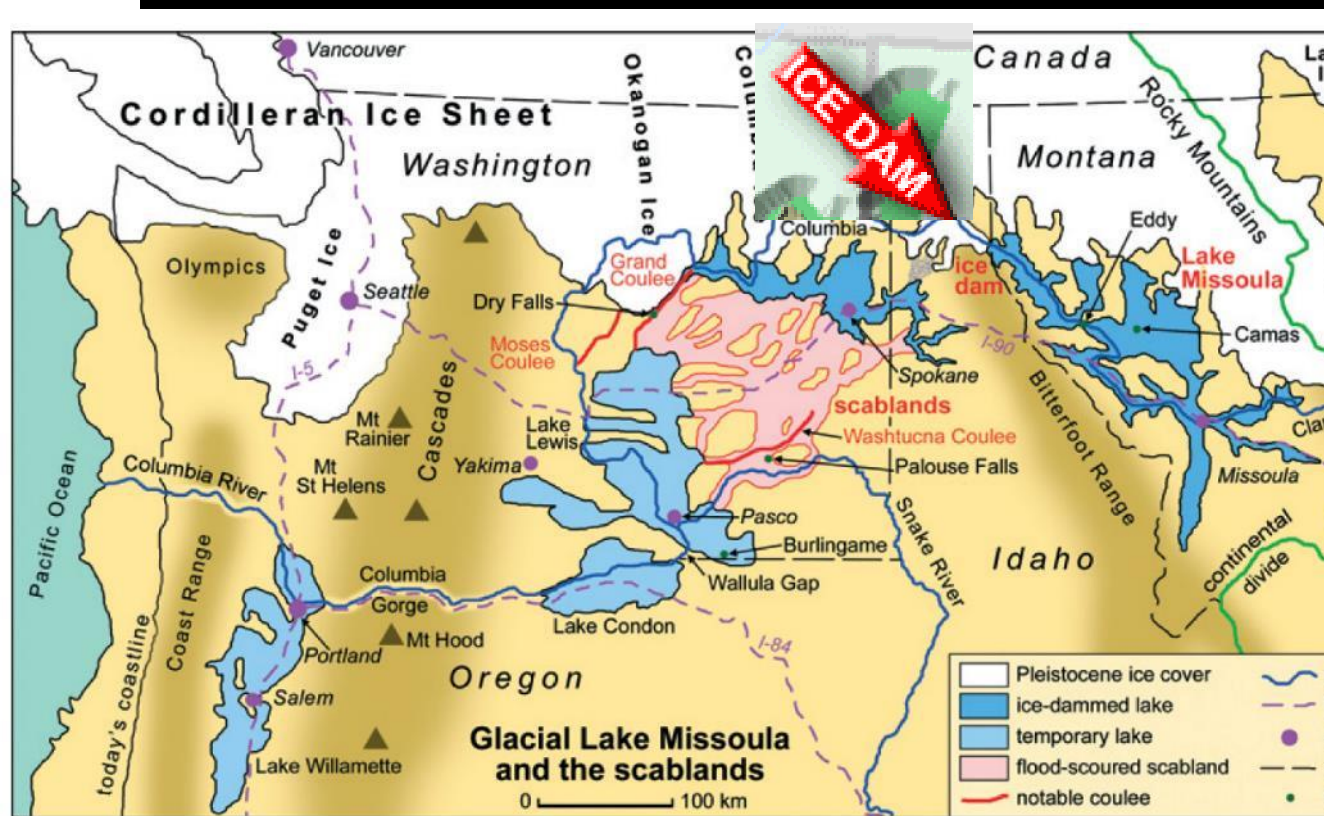 Vancouver
Canada
Cordilleran Ice Sheet
Okanogan Ice
ICE DAM
Rocky Mountains
Washington
Montana
Columbia
Eddy
Puget Ice
Olympics
Grand
Coulee
ice
dam
Lake
Missoula
Seattle
Dry Falls
Camas
Moses
Coulee
I-90
I-5
Spokane
Cascades
Mt
Rainier
Lake
Lewis
scablands
Washtucna Coulee
Bitterfoot Range
Yakima
Palouse Falls
Missoula
Columbia River
Mt
St Helens
Pacific Ocean
Pasco
Snake River
Burlingame
Idaho
continental
divide
Coast Range
Columbia
Gorge
Wallula Gap
today's coastline
Mt Hood
Lake Condon
Portland
I-84
Oregon
Salem
Lake Willamette
Glacial Lake Missoula
and the scablands
0 100 km
Pleistocene ice cover
ice-dammed lake
temporary lake
flood-scoured scabland
notable coulee